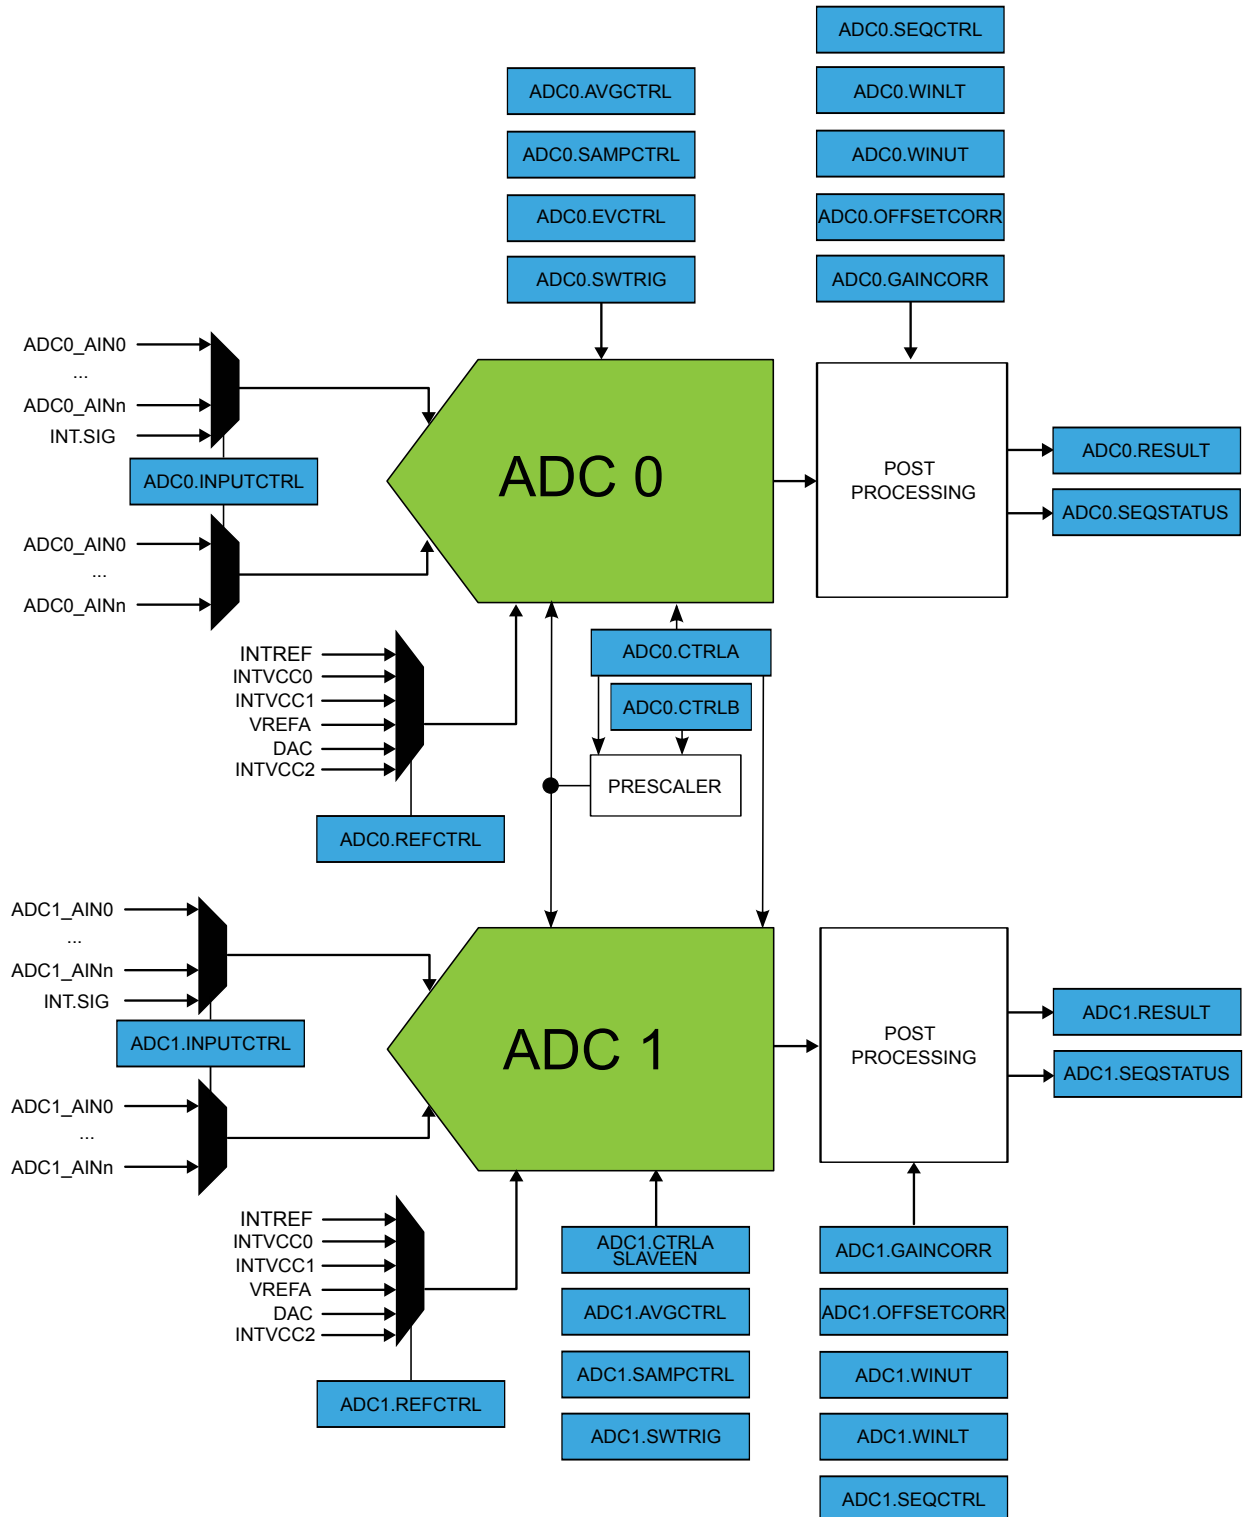 ADC0.SEQCTRL
ADC0.AVGCTRL
ADC0.WINLT
ADC0.SAMPCTRL
ADC0.WINUT
ADC0.EVCTRL
ADC0.OFFSETCORR
ADC0.SWTRIG
ADC0.GAINCORR
ADC0_AIN0
...
ADC0_AINn
INT.SIG
ADC0.INPUTCTRL
ADC0_AIN0
...
ADC0_AINn
ADC 0
POST
PROCESSING
ADC0.RESULT
ADC0.SEQSTATUS
INTREF
INTVCC0
INTVCC1
VREFA
DAC
INTVCC2
ADC0.REFCTRL
ADC0.CTRLA
ADC0.CTRLB
PRESCALER
ADC1_AIN0
...
ADC1_AINn
INT.SIG
ADC1.INPUTCTRL
ADC1_AIN0
...
ADC1_AINn
ADC 1
POST
PROCESSING
ADC1.RESULT
ADC1.SEQSTATUS
INTREF
INTVCC0
INTVCC1
VREFA
DAC
INTVCC2
ADC1.REFCTRL
ADC1.CTRLA
SLAVEEN
ADC1.AVGCTRL
ADC1.SAMPCTRL
ADC1.SWTRIG
ADC1.GAINCORR
ADC1.OFFSETCORR
ADC1.WINUT
ADC1.WINLT
ADC1.SEQCTRL